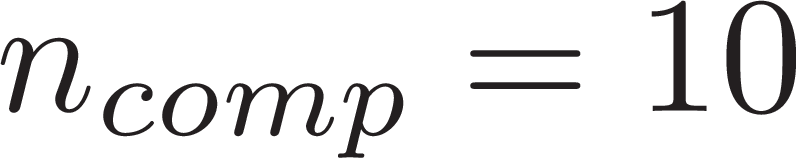 n_{comp} = 10